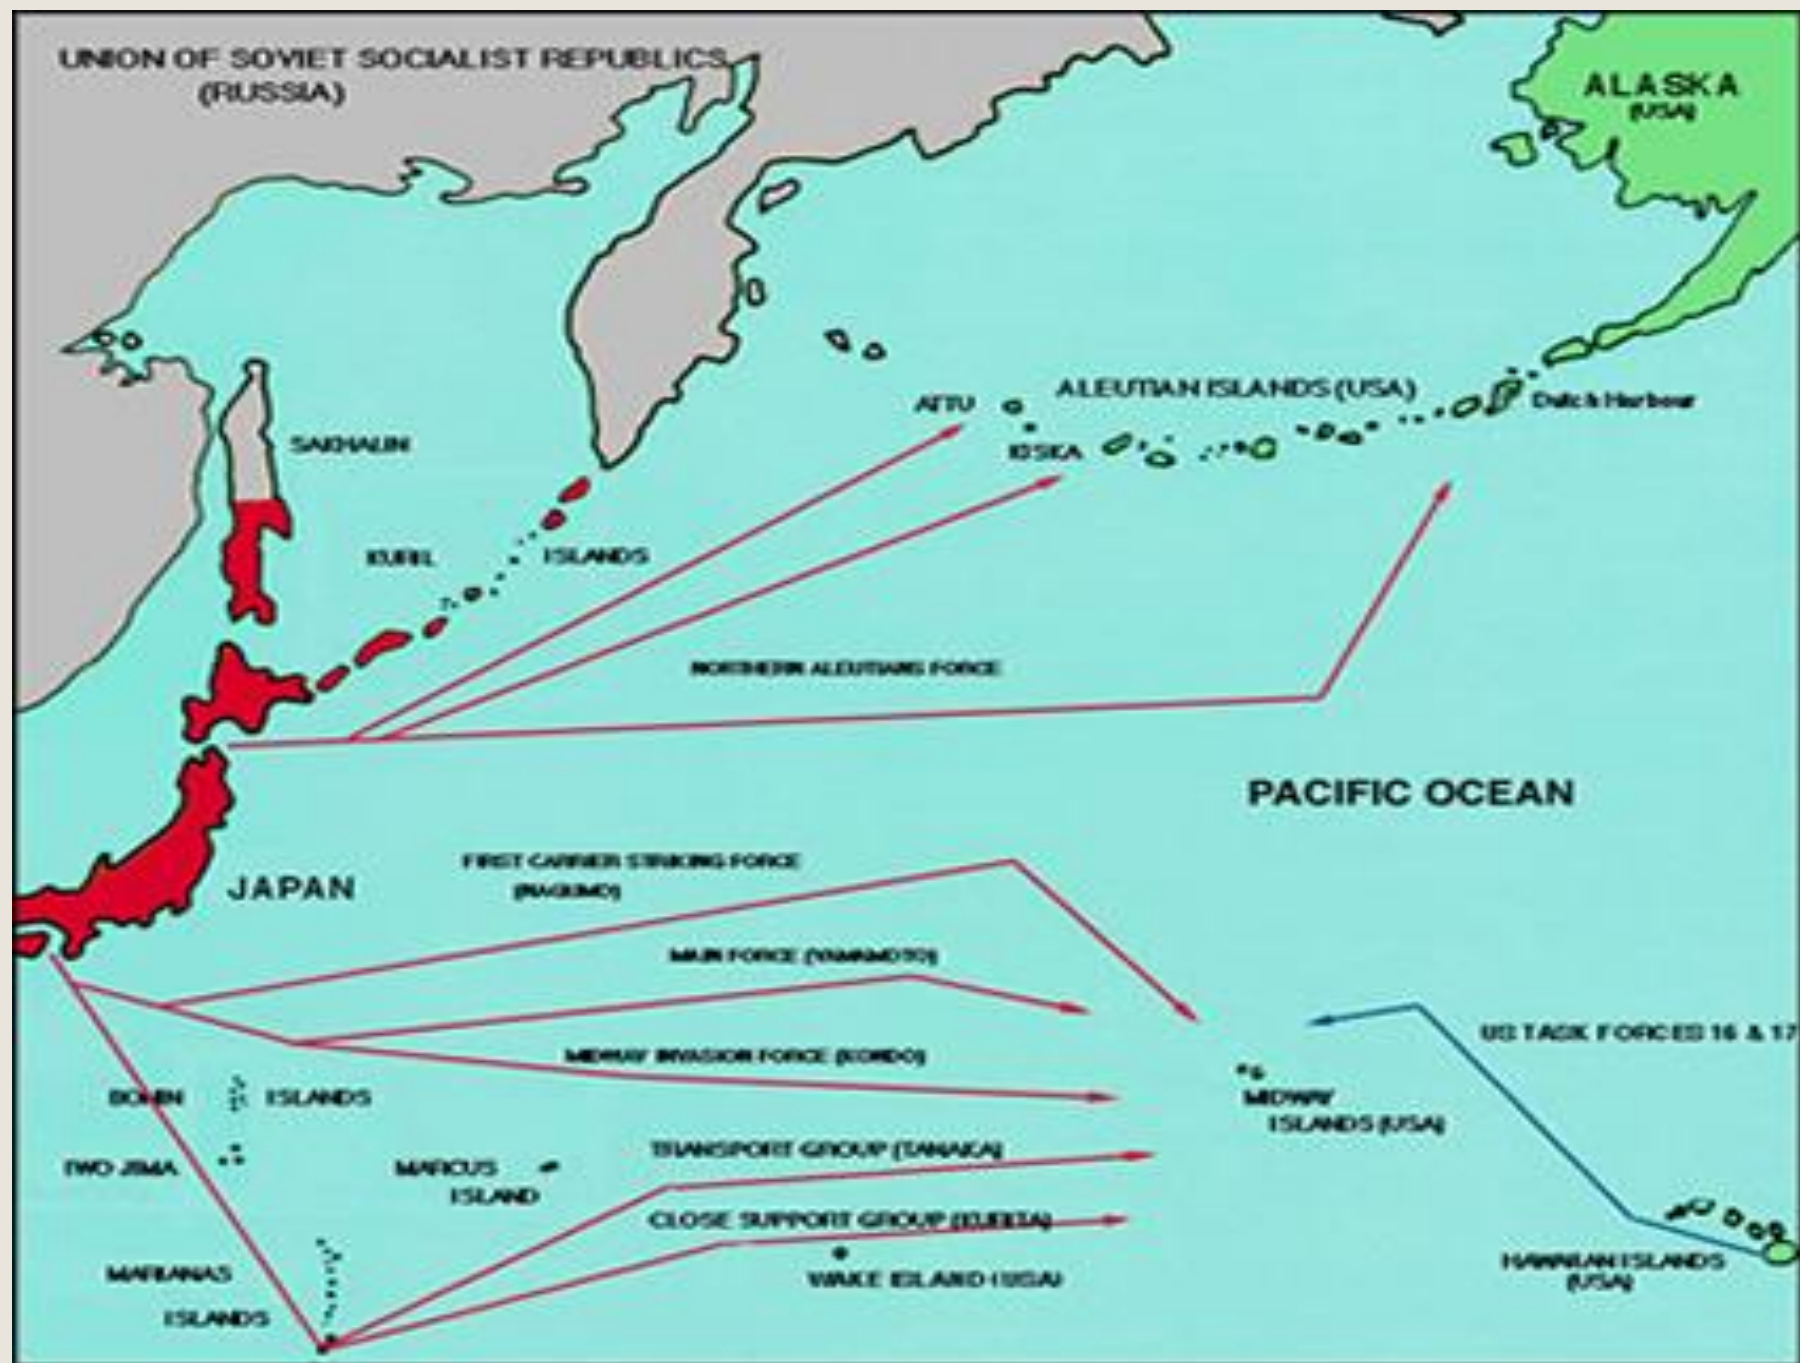 UNION OF SOVIET SOCIALIST REPUBLICS
(RUSSIA)
ALASKA
(USA)
ALEUTIAN ISLANDS (USA)
ATTU
Dutch Harbour
SAKHALIN
KISKA
KURIL ISLANDS
NORTHERN ALEUTIANS FORCE
PACIFIC OCEAN
FIRST CARRIER STRIKING FORCE
(NAGUMO)
JAPAN
MAIN FORCE (YAMAMOTO)
US TASK FORCES 16 & 17
MIDWAY INVASION FORCE (KONDO)
BONIN ISLANDS
MIDWAY
ISLANDS (USA)
TRANSPORT GROUP (TANAKA)
IWO JIMA
MARCUS
ISLAND
CLOSE SUPPORT GROUP (KURITA)
HAWAIIAN ISLANDS
(USA)
MARIANAS
ISLANDS
WAKE ISLAND (USA)